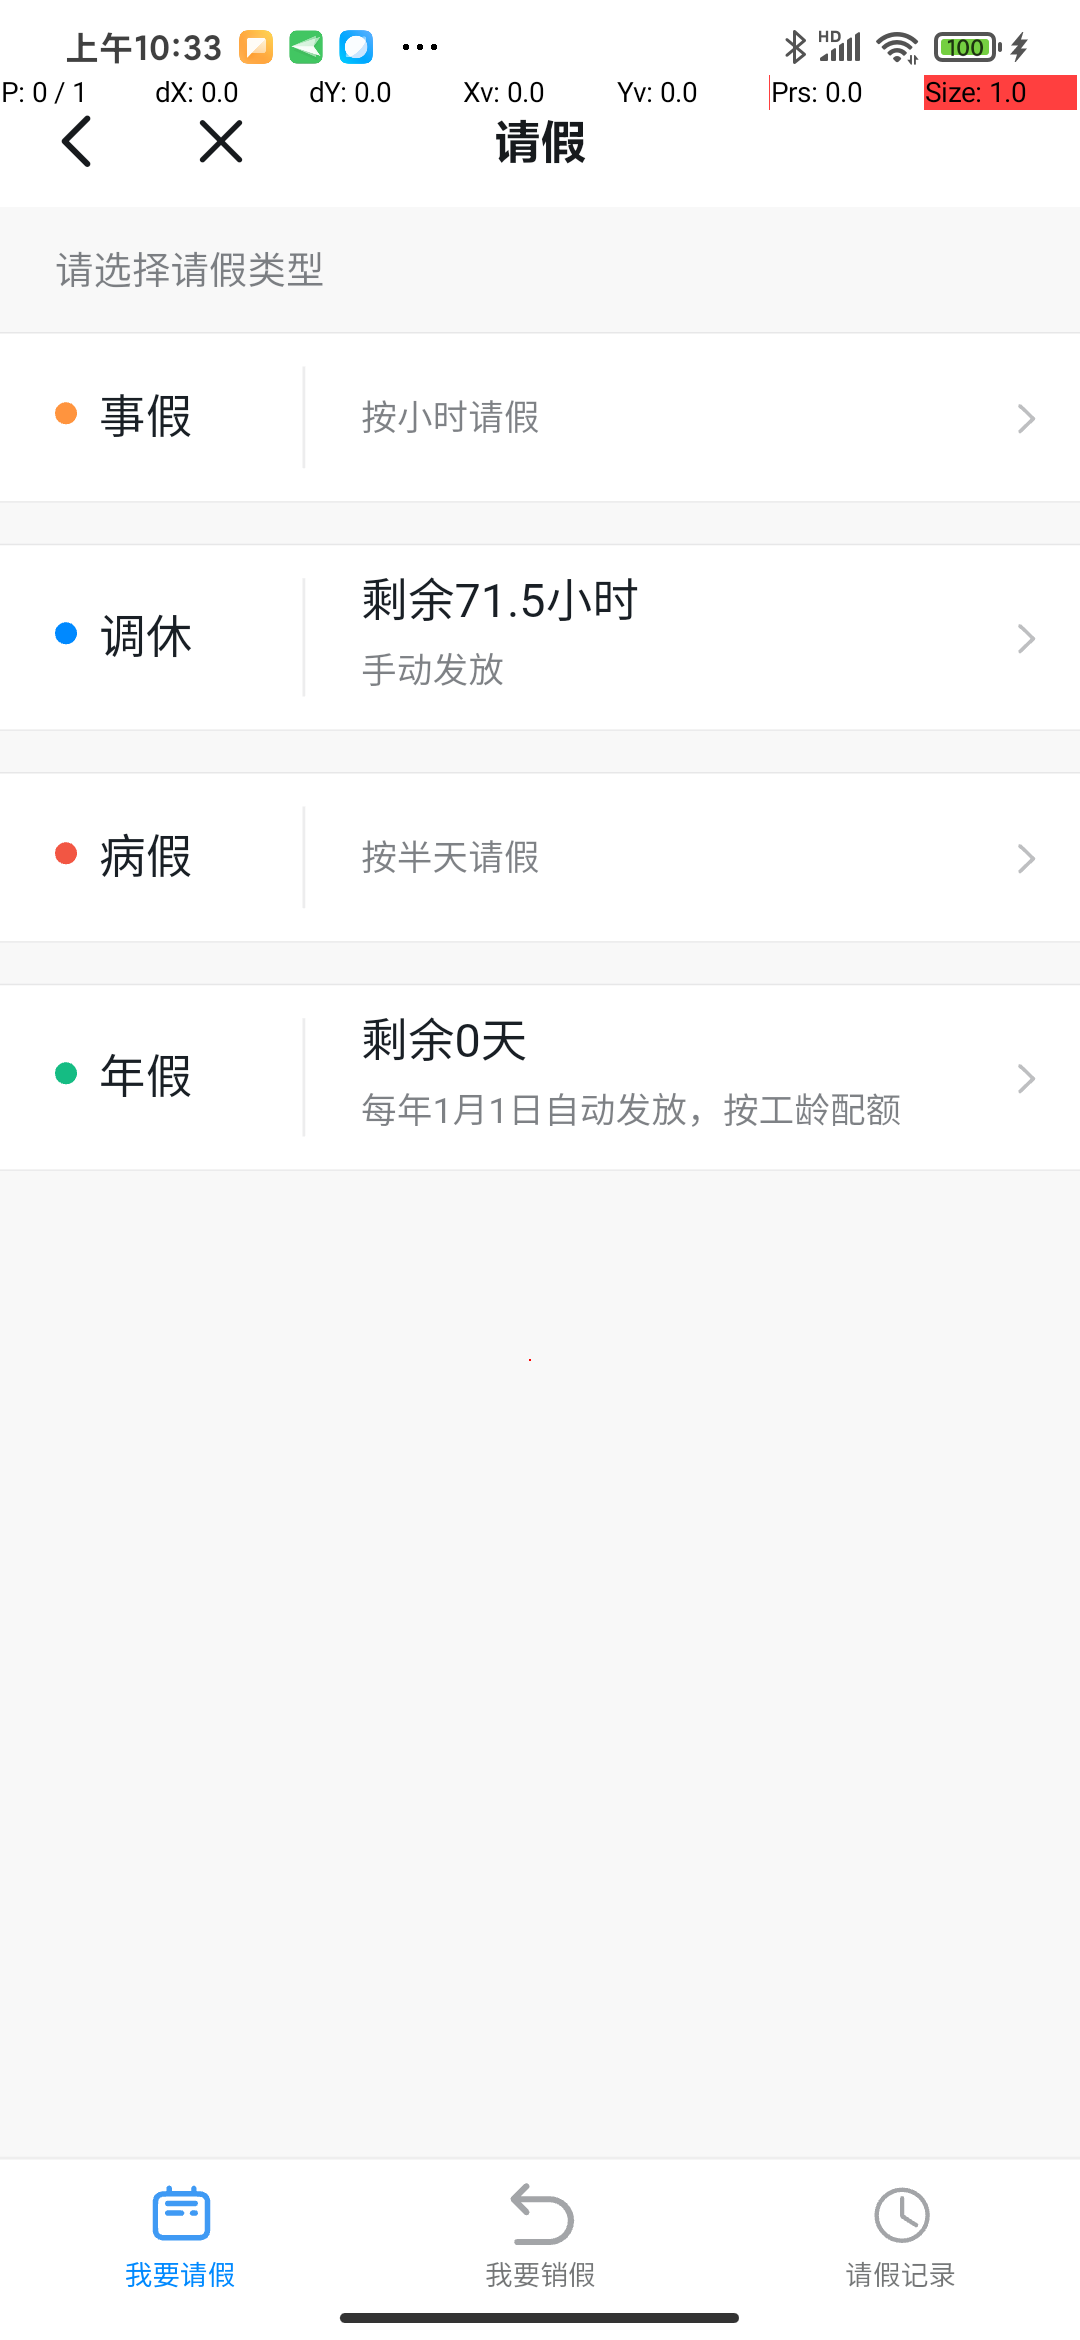 上午10:33 HD 100
P: 0 / 1 dX: 0.0 dY: 0.0 Xv: 0.0 Yv: 0.0 Prs: 0.0 Size: 1.0
请假
请选择请假类型
事假
按小时请假
调休
剩余71.5小时
手动发放
病假
按半天请假
年假
剩余0天
每年1月1日自动发放，按工龄配额
我要请假 我要销假 请假记录